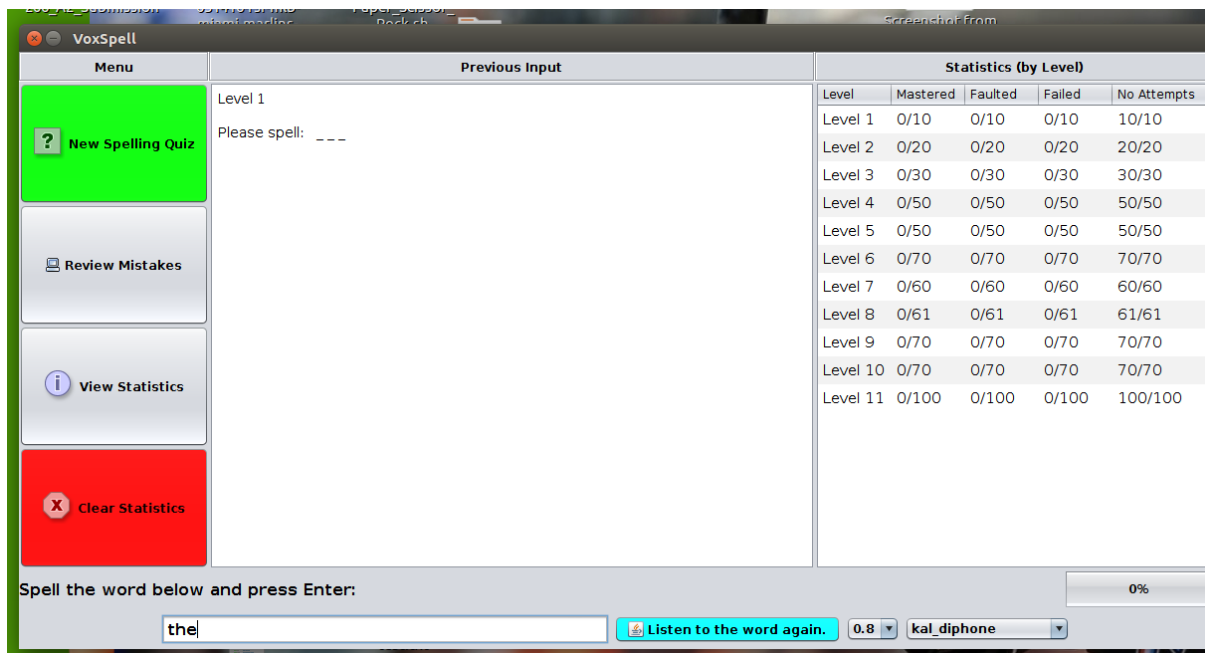 Screenshot from
VoxSpell
Menu
Previous Input
Statistics (by Level)
New Spelling Quiz
Review Mistakes
View Statistics
Clear Statistics
Level 1
Please spell: _ _ _
Level Mastered Faulted Failed No Attempts
Level 1 0/10 0/10 0/10 10/10
Level 2 0/20 0/20 0/20 20/20
Level 3 0/30 0/30 0/30 30/30
Level 4 0/50 0/50 0/50 50/50
Level 5 0/50 0/50 0/50 50/50
Level 6 0/70 0/70 0/70 70/70
Level 7 0/60 0/60 0/60 60/60
Level 8 0/61 0/61 0/61 61/61
Level 9 0/70 0/70 0/70 70/70
Level 10 0/70 0/70 0/70 70/70
Level 11 0/100 0/100 0/100 100/100
Spell the word below and press Enter:
0%
the
Listen to the word again.
0.8
kal_diphone